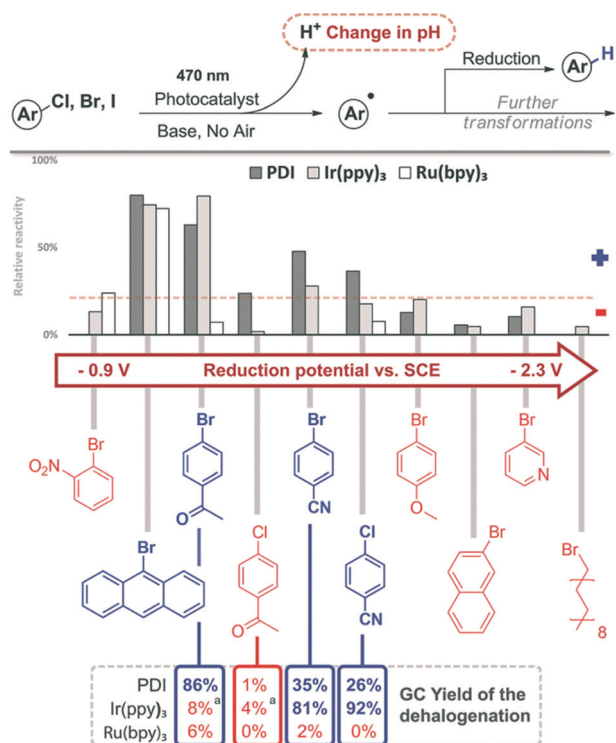 H+ Change in pH
Reduction
Ar H
Ar Cl, Br, I
470 nm
Photocatalyst
Base, No Air
Ar•
Further
transformations
Relative reactivity
100%
50%
0%
PDI Ir(ppy)3 Ru(bpy)3
+
-
- 0.9 V Reduction potential vs. SCE - 2.3 V
Br
O2N
Br
O
Br
CN
Br
O
Br
N
Br
Cl
O
Cl
CN
Br
Br
8
PDI 86% 1% 35% 26%
Ir(ppy)3 8%a 4%a 81% 92%
Ru(bpy)3 6% 0% 2% 0%
GC Yield of the
dehalogenation